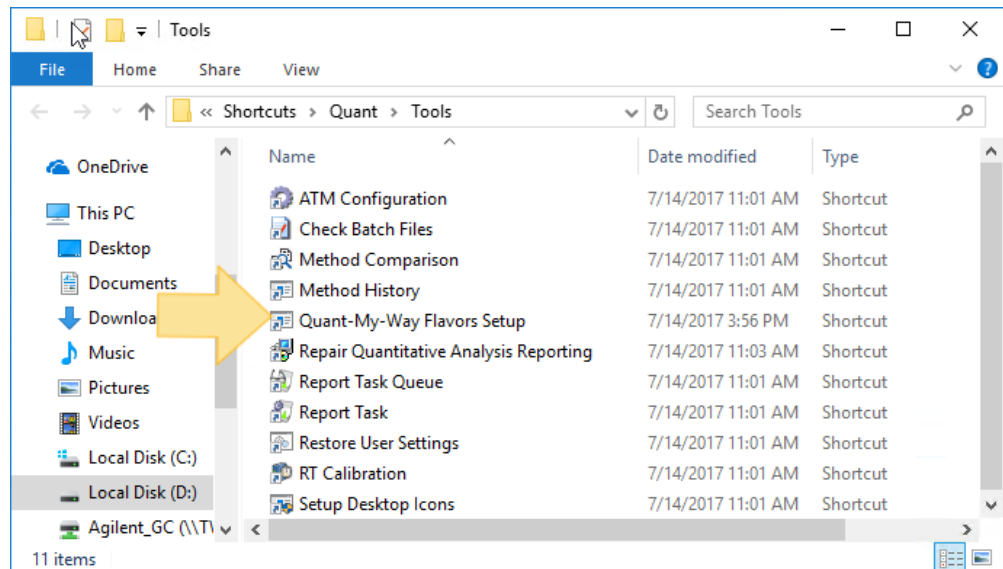 Tools
File Home Share View
« Shortcuts > Quant > Tools Search Tools
Name Date modified Type
OneDrive
This PC
Desktop
Documents
Music
Pictures
Videos
Local Disk (C:)
Local Disk (D:)
Agilent_GC
ATM Configuration 7/14/2017 11:01 AM Shortcut
Check Batch Files 7/14/2017 11:01 AM Shortcut
Method Comparison 7/14/2017 11:01 AM Shortcut
Method History 7/14/2017 11:01 AM Shortcut
Quant-My-Way Flavors Setup 7/14/2017 3:56 PM Shortcut
Repair Quantitative Analysis Reporting 7/14/2017 11:03 AM Shortcut
Report Task Queue 7/14/2017 11:01 AM Shortcut
Report Task 7/14/2017 11:01 AM Shortcut
Restore User Settings 7/14/2017 11:01 AM Shortcut
RT Calibration 7/14/2017 11:01 AM Shortcut
Setup Desktop Icons 7/14/2017 11:01 AM Shortcut
11 items